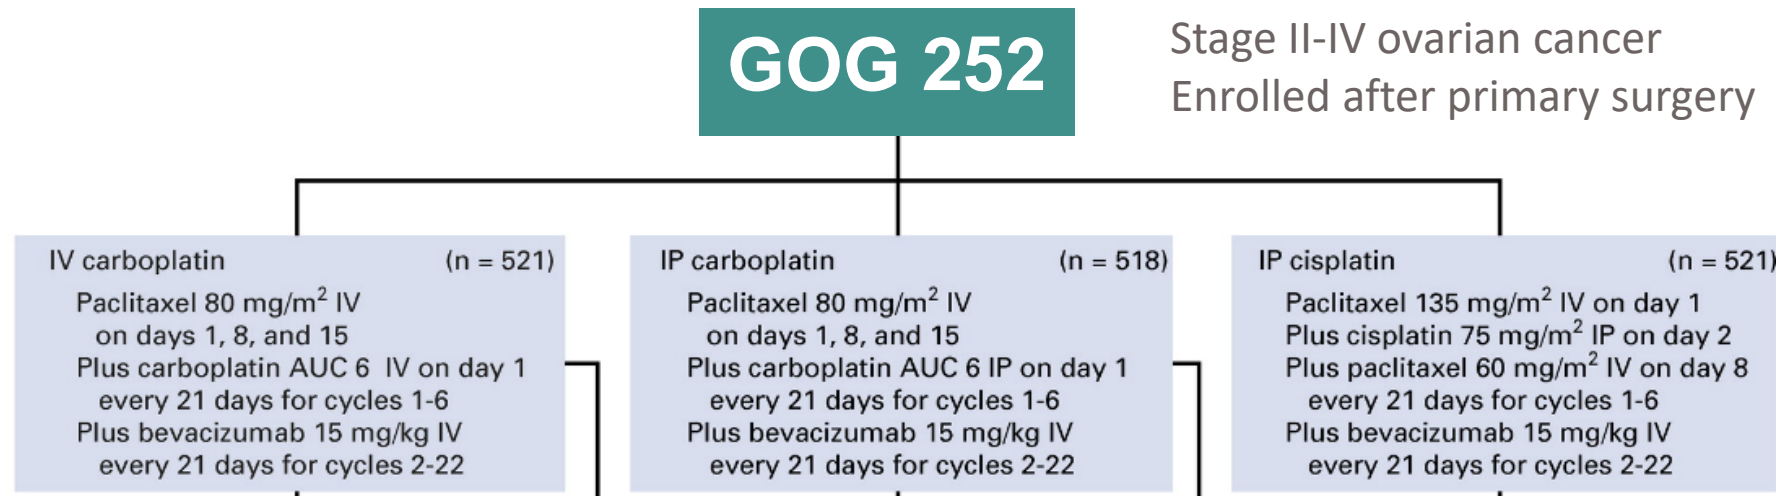 GOG 252
Stage II-IV ovarian cancer
Enrolled after primary surgery
IV carboplatin (n = 521)
Paclitaxel 80 mg/m² IV
on days 1, 8, and 15
Plus carboplatin AUC 6 IV on day 1
every 21 days for cycles 1-6
Plus bevacizumab 15 mg/kg IV
every 21 days for cycles 2-22
IP carboplatin (n = 518)
Paclitaxel 80 mg/m² IV
on days 1, 8, and 15
Plus carboplatin AUC 6 IP on day 1
every 21 days for cycles 1-6
Plus bevacizumab 15 mg/kg IV
every 21 days for cycles 2-22
IP cisplatin (n = 521)
Paclitaxel 135 mg/m² IV on day 1
Plus cisplatin 75 mg/m² IP on day 2
Plus paclitaxel 60 mg/m² IV on day 8
every 21 days for cycles 1-6
Plus bevacizumab 15 mg/kg IV
every 21 days for cycles 2-22